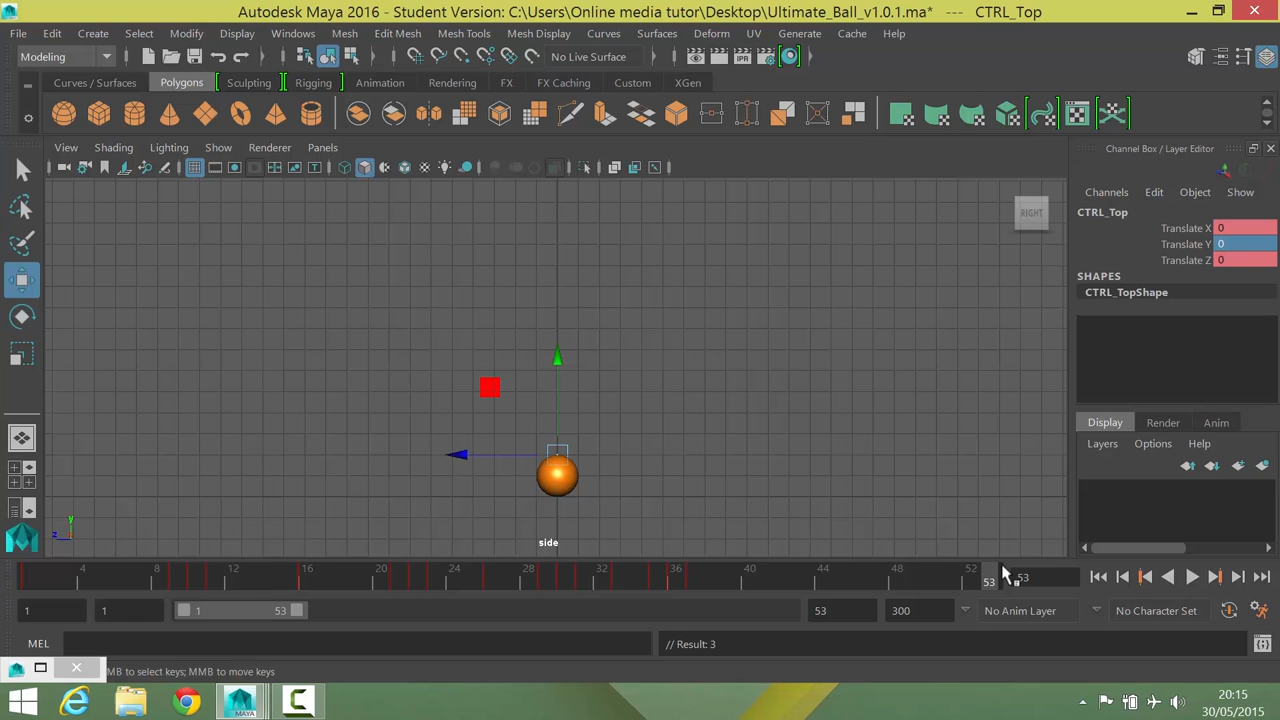 Autodesk Maya 2016 - Student Version: C:\Users\Online media tutor\Desktop\Ultimate_Ball_v1.0.1.ma* --- CTRL_Top
File Edit Create Select Modify Display Windows Mesh Edit Mesh Mesh Tools Mesh Display Curves Surfaces Deform UV Generate Cache Help
Modeling No Live Surface IPR
Curves / Surfaces Polygons Sculpting Rigging Animation Rendering FX FX Caching Custom XGen
View Shading Lighting Show Renderer Panels
Channel Box / Layer Editor
Channels Edit Object Show
CTRL_Top
Translate X 0
Translate Y 0
Translate Z 0
SHAPES
CTRL_TopShape
RIGHT
Display Render Anim
Layers Options Help
y
z
side
4 8 12 16 20 24 28 32 36 40 44 48 52
53
53
1 1 1 53 53 300 No Anim Layer No Character Set
MEL // Result: 3
MB to select keys; MMB to move keys
MAYA
20:15
30/05/2015